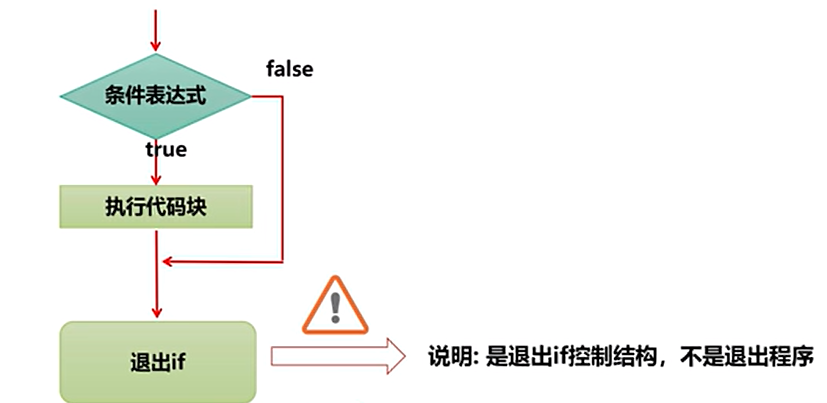 false
条件表达式
true
执行代码块
退出if
说明: 是退出if控制结构，不是退出程序